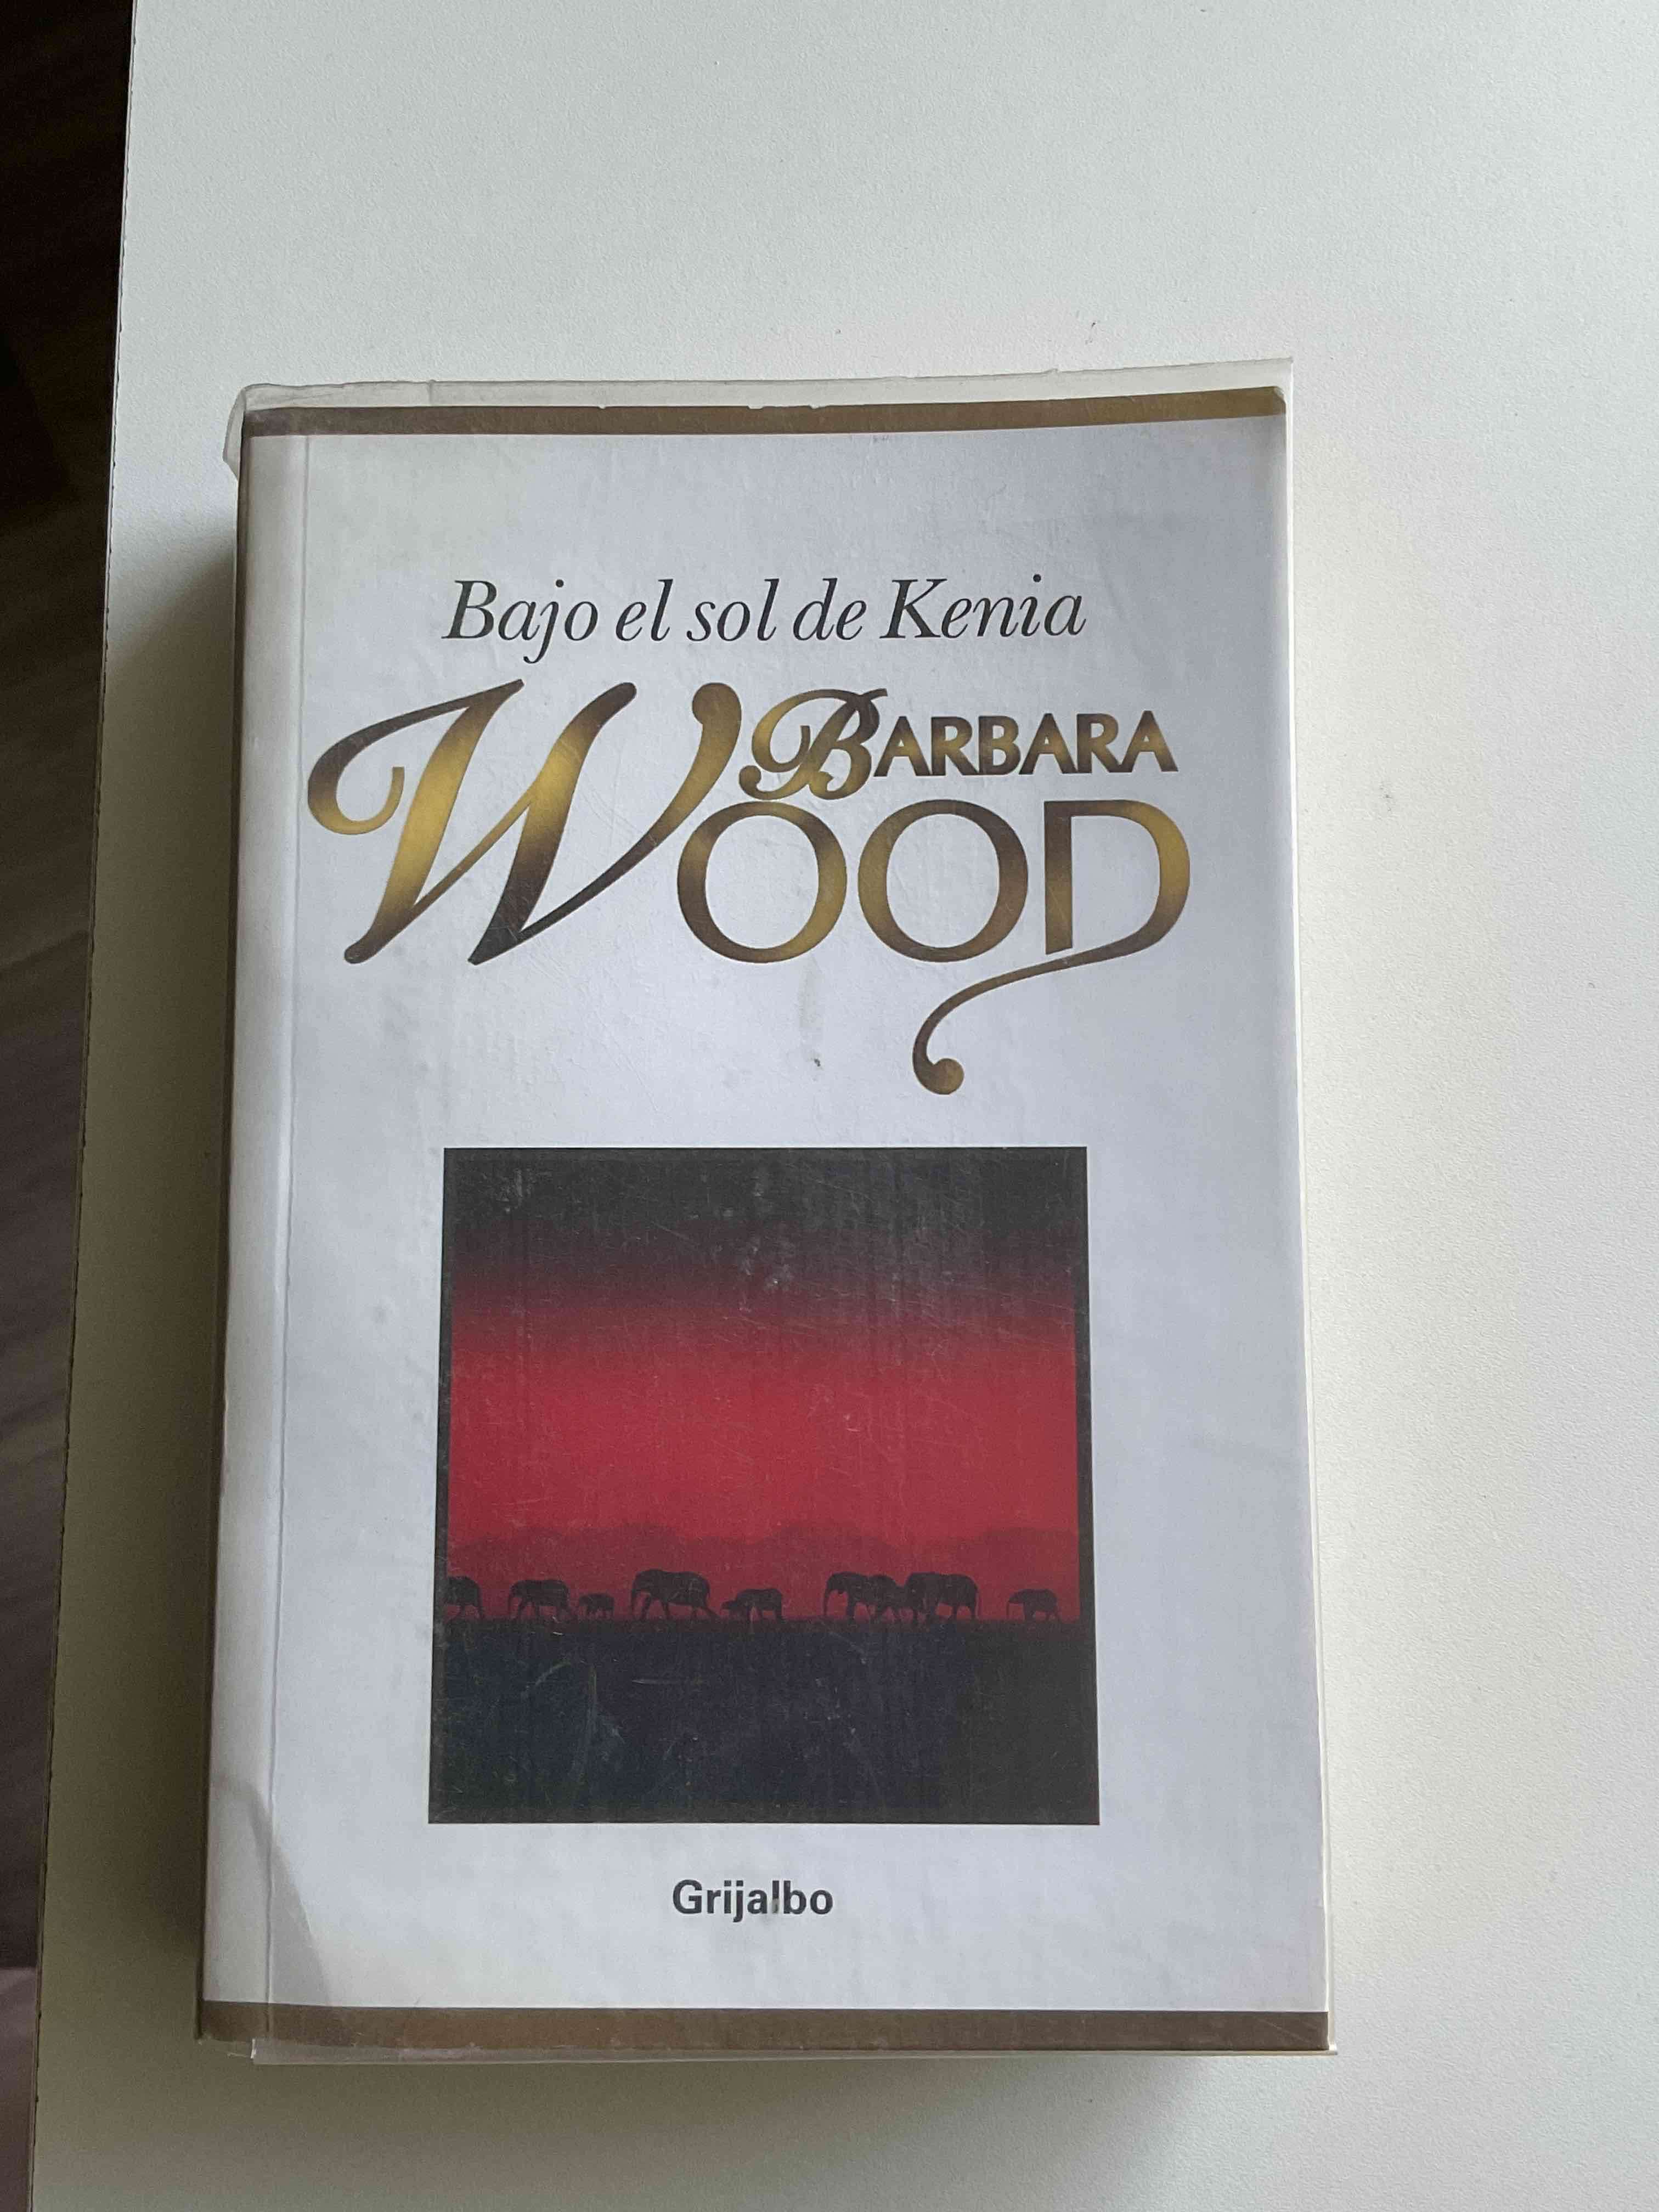 Bajo el sol de Kenia
BARBARA
WOOD
Grijalbo